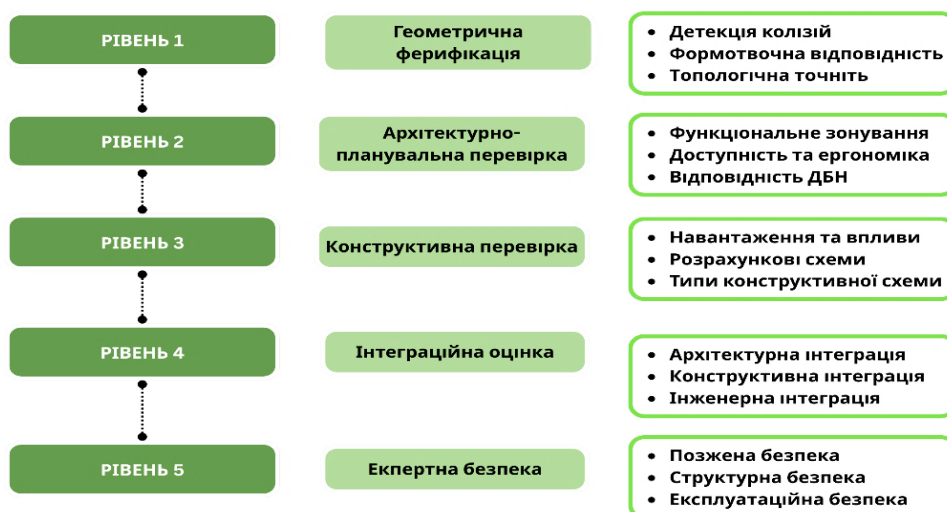 РІВЕНЬ 1
Геометрична
ферифікація
• Детекція колізій
• Формотвочна відповідність
• Топологічна точніть
РІВЕНЬ 2
Архітектурно-
планувальна перевірка
• Функціональне зонування
• Доступність та ергономіка
• Відповідність ДБН
РІВЕНЬ 3
Конструктивна перевірка
• Навантаження та впливи
• Розрахункові схеми
• Типи конструктивної схеми
РІВЕНЬ 4
Інтеграційна оцінка
• Архітектурна інтеграція
• Конструктивна інтеграція
• Інженерна інтеграція
РІВЕНЬ 5
Екпертна безпека
• Позжена безпека
• Структурна безпека
• Експлуатаційна безпека